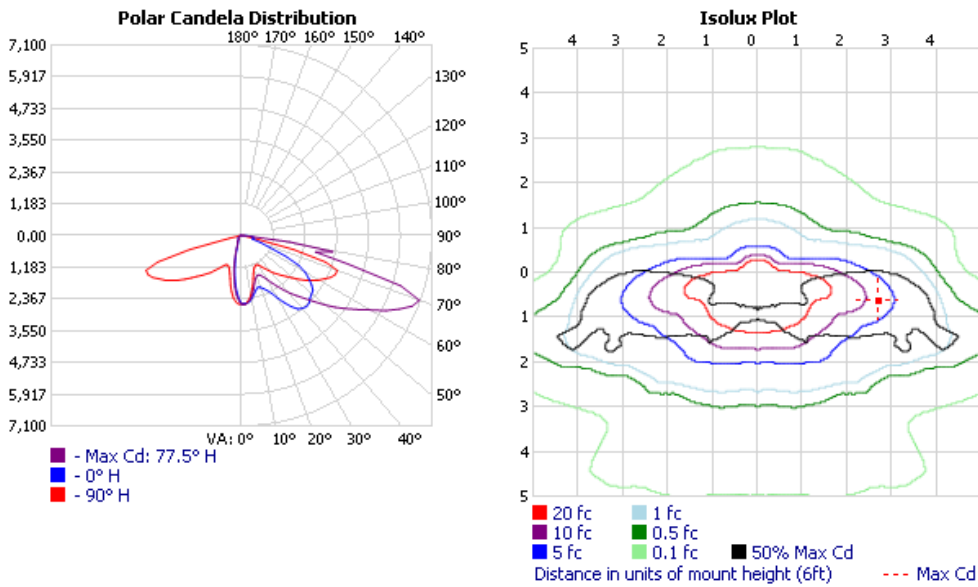 Polar Candela Distribution
7,100
5,917
4,733
3,550
2,367
1,183
0.00
1,183
2,367
3,550
4,733
5,917
7,100
180° 170° 160° 150° 140°
130°
120°
110°
100°
90°
80°
70°
60°
50°
VA: 0° 10° 20° 30° 40°
- Max Cd: 77.5° H
- 0° H
- 90° H
Isolux Plot
4 3 2 1 0 1 2 3 4
5
4
3
2
1
0
1
2
3
4
5
20 fc
10 fc
5 fc
1 fc
0.5 fc
0.1 fc
50% Max Cd
Distance in units of mount height (6ft)
--- Max Cd